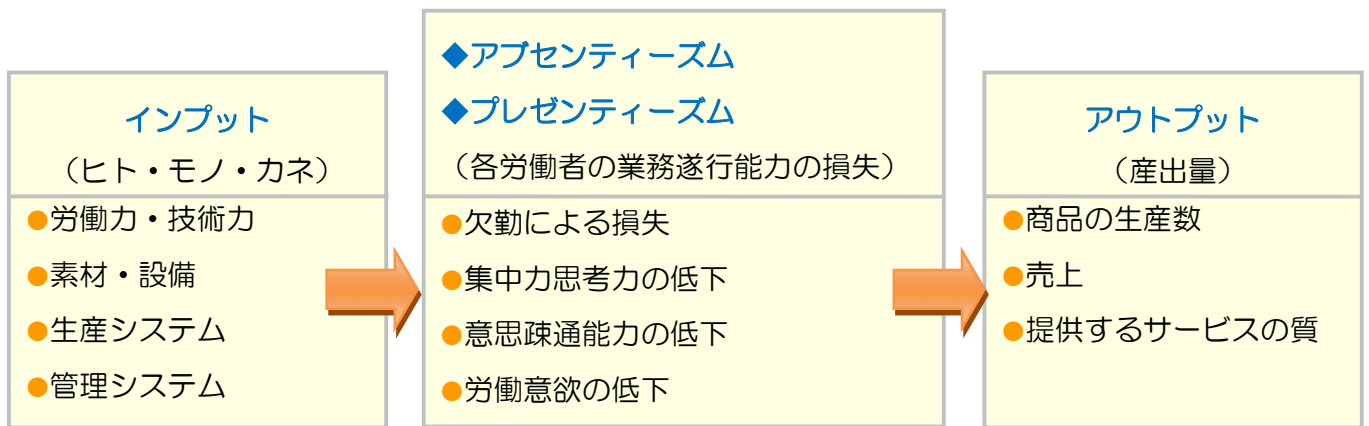 インプット
（ヒト・モノ・カネ）
●労働力・技術力
●素材・設備
●生産システム
●管理システム
◆アブセンティーズム
◆プレゼンティーズム
（各労働者の業務遂行能力の損失）
●欠勤による損失
●集中力思考力の低下
●意思疎通能力の低下
●労働意欲の低下
アウトプット
（産出量）
●商品の生産数
●売上
●提供するサービスの質